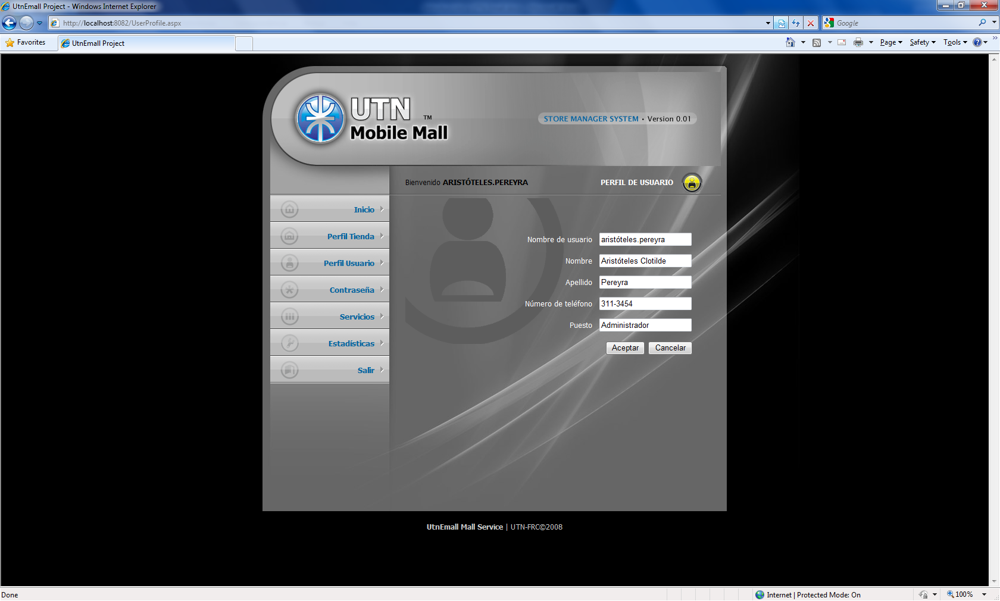 UtnEmall Project - Windows Internet Explorer
http://localhost:8082/UserProfile.aspx
Google
Favorites
UtnEmall Project
Page
Safety
Tools
UTN TM
Mobile Mall
STORE MANAGER SYSTEM • Version 0.01
Bienvenido ARISTÓTELES.PEREYRA
PERFIL DE USUARIO
Inicio
Perfil Tienda
Perfil Usuario
Contraseña
Servicios
Estadísticas
Salir
Nombre de usuario aristóteles.pereyra
Nombre Aristóteles Clotilde
Apellido Pereyra
Número de teléfono 311-3454
Puesto Administrador
Aceptar Cancelar
UtnEmall Mall Service | UTN-FRC©2008
Done
Internet | Protected Mode: On
100%